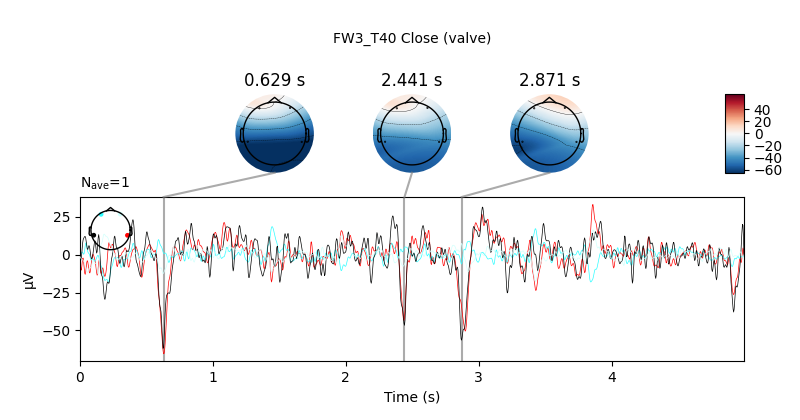 FW3_T40 Close (valve)
0.629 s 2.441 s 2.871 s
40
20
0
−20
−40
−60
Nave=1
25
0
−25
−50
µV
0 1 2 3 4
Time (s)